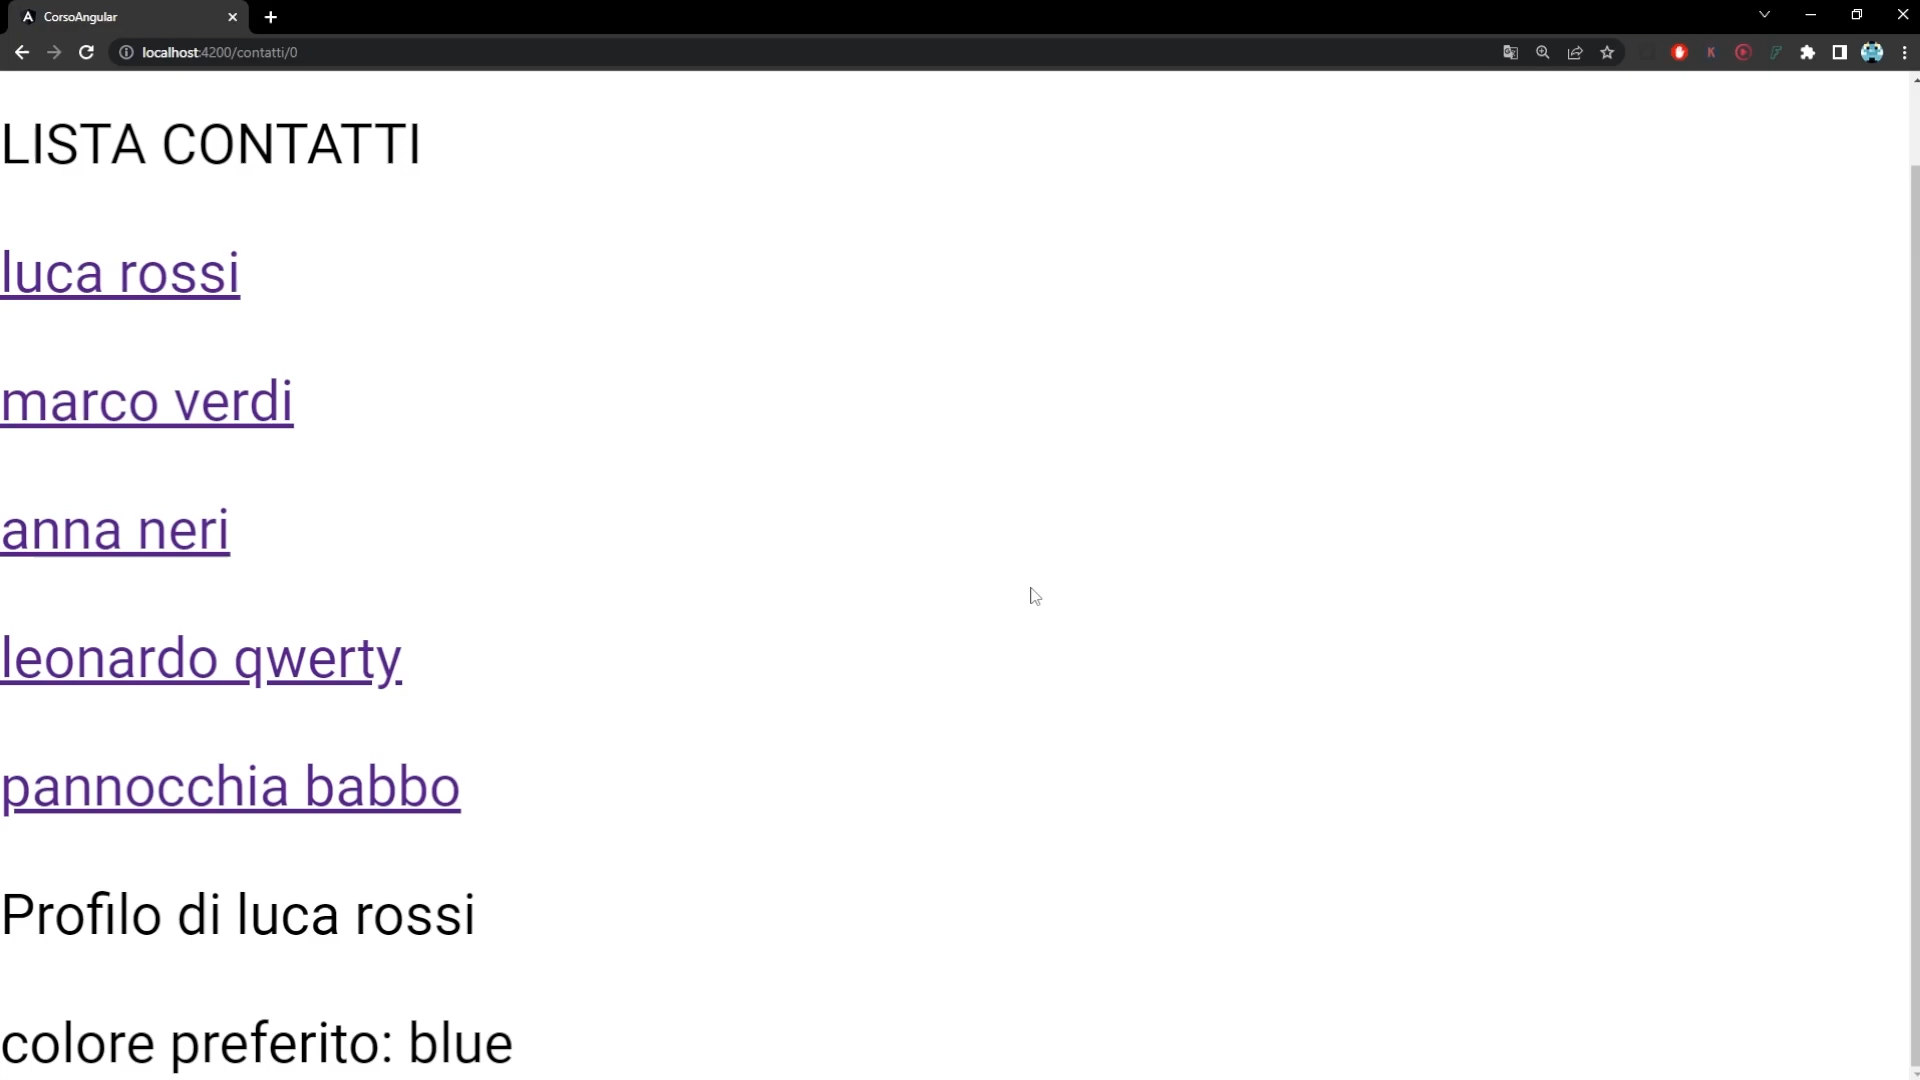 CorsoAngular
localhost:4200/contatti/0
LISTA CONTATTI
luca rossi
marco verdi
anna neri
leonardo qwerty
pannocchia babbo
Profilo di luca rossi
colore preferito: blue